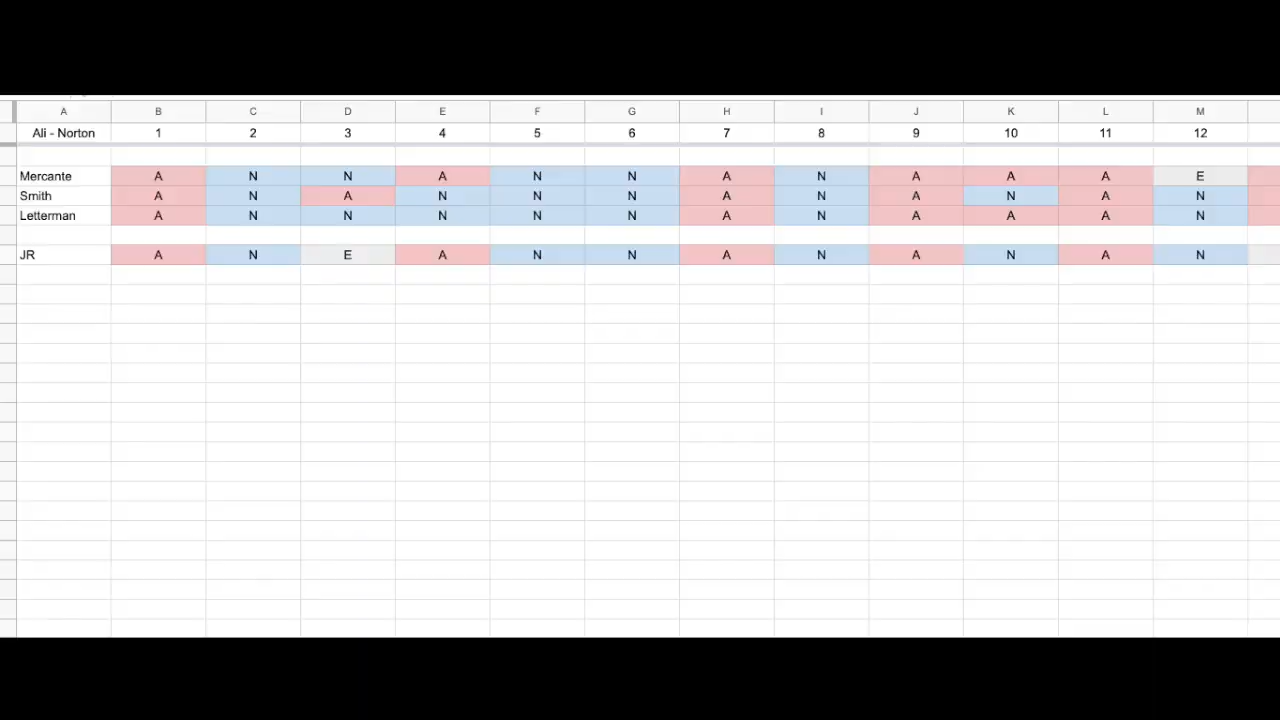 A B C D E F G H I J K L M
Ali - Norton 1 2 3 4 5 6 7 8 9 10 11 12
Mercante A N N A N N A N A A A E
Smith A N A N N N A N A N A N
Letterman A N N N N N A N A A A N
JR A N E A N N A N A N A N